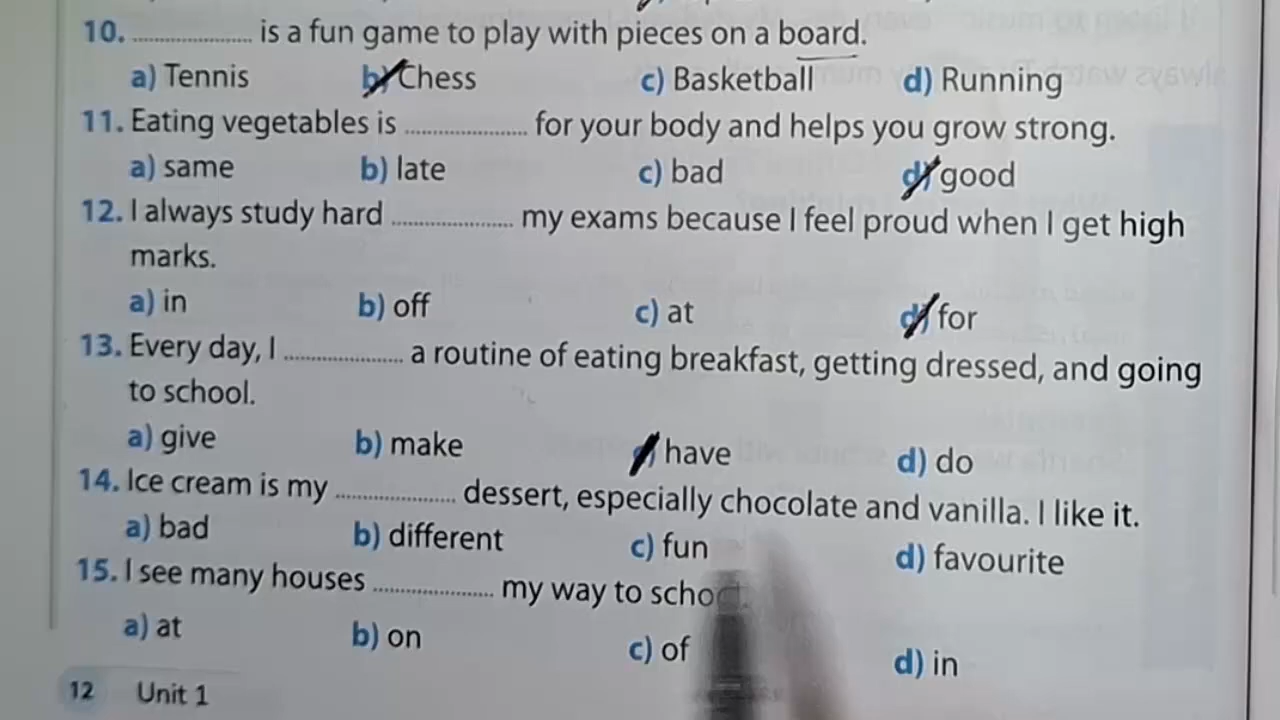 10. .................... is a fun game to play with pieces on a board.
a) Tennis b) Chess c) Basketball d) Running
11. Eating vegetables is .................... for your body and helps you grow strong.
a) same b) late c) bad d) good
12. I always study hard .................... my exams because I feel proud when I get high
marks.
a) in b) off c) at d) for
13. Every day, I .................... a routine of eating breakfast, getting dressed, and going
to school.
a) give b) make c) have d) do
14. Ice cream is my .................... dessert, especially chocolate and vanilla. I like it.
a) bad b) different c) fun d) favourite
15. I see many houses .................... my way to school.
a) at b) on c) of d) in
12 Unit 1